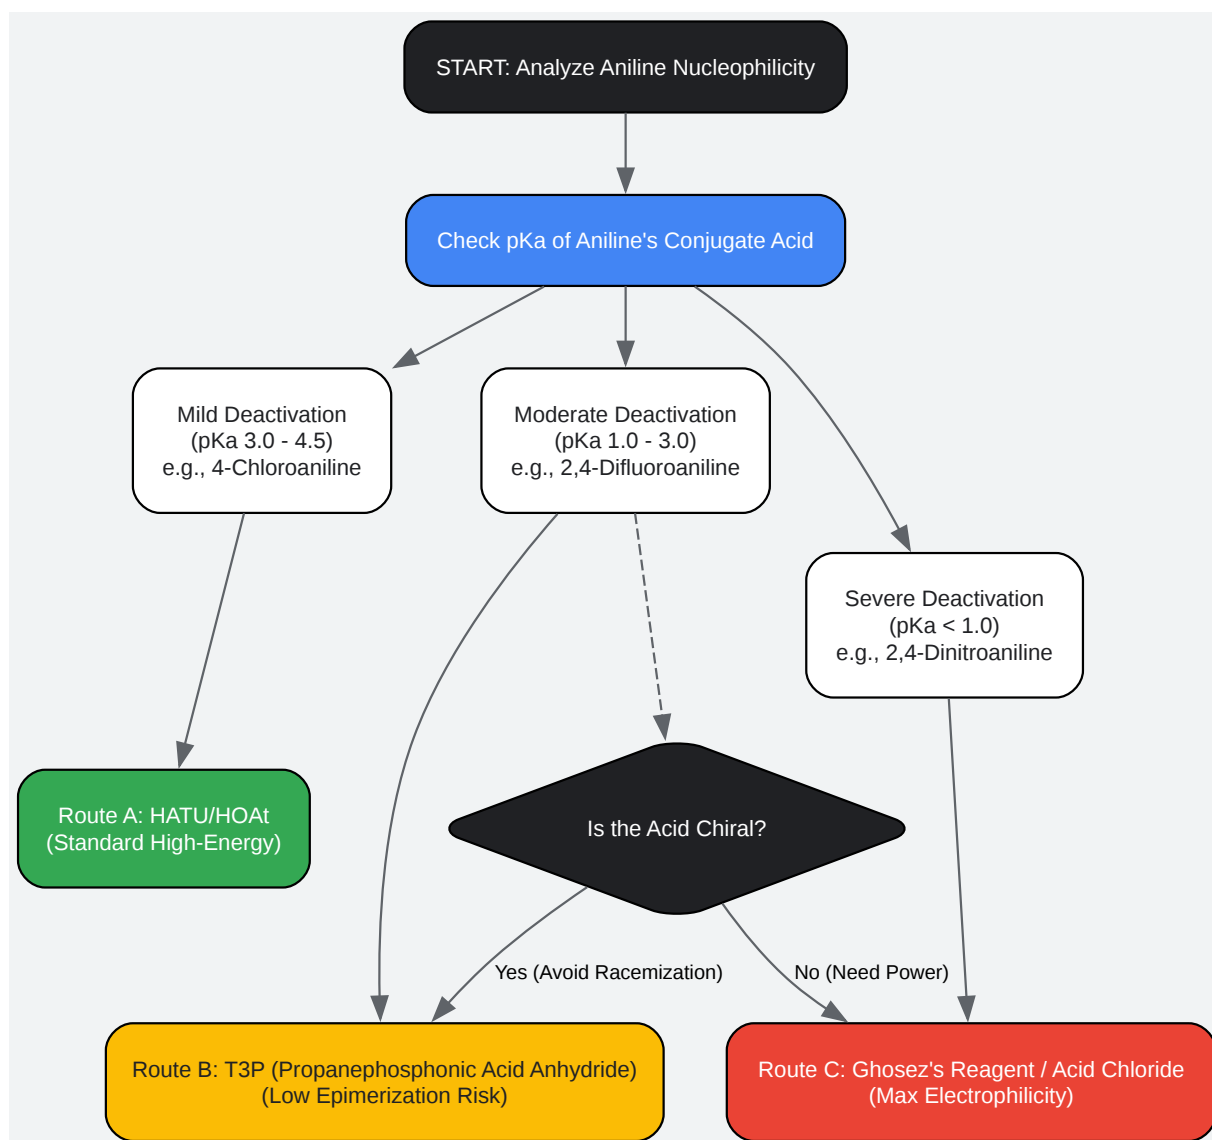 START: Analyze Aniline Nucleophilicity
Check pKa of Aniline's Conjugate Acid
Mild Deactivation
(pKa 3.0 - 4.5)
e.g., 4-Chloroaniline
Moderate Deactivation
(pKa 1.0 - 3.0)
e.g., 2,4-Difluoroaniline
Severe Deactivation
(pKa < 1.0)
e.g., 2,4-Dinitroaniline
Route A: HATU/HOAt
(Standard High-Energy)
Is the Acid Chiral?
Yes (Avoid Racemization)
No (Need Power)
Route B: T3P (Propanephosphonic Acid Anhydride)
(Low Epimerization Risk)
Route C: Ghosez's Reagent / Acid Chloride
(Max Electrophilicity)